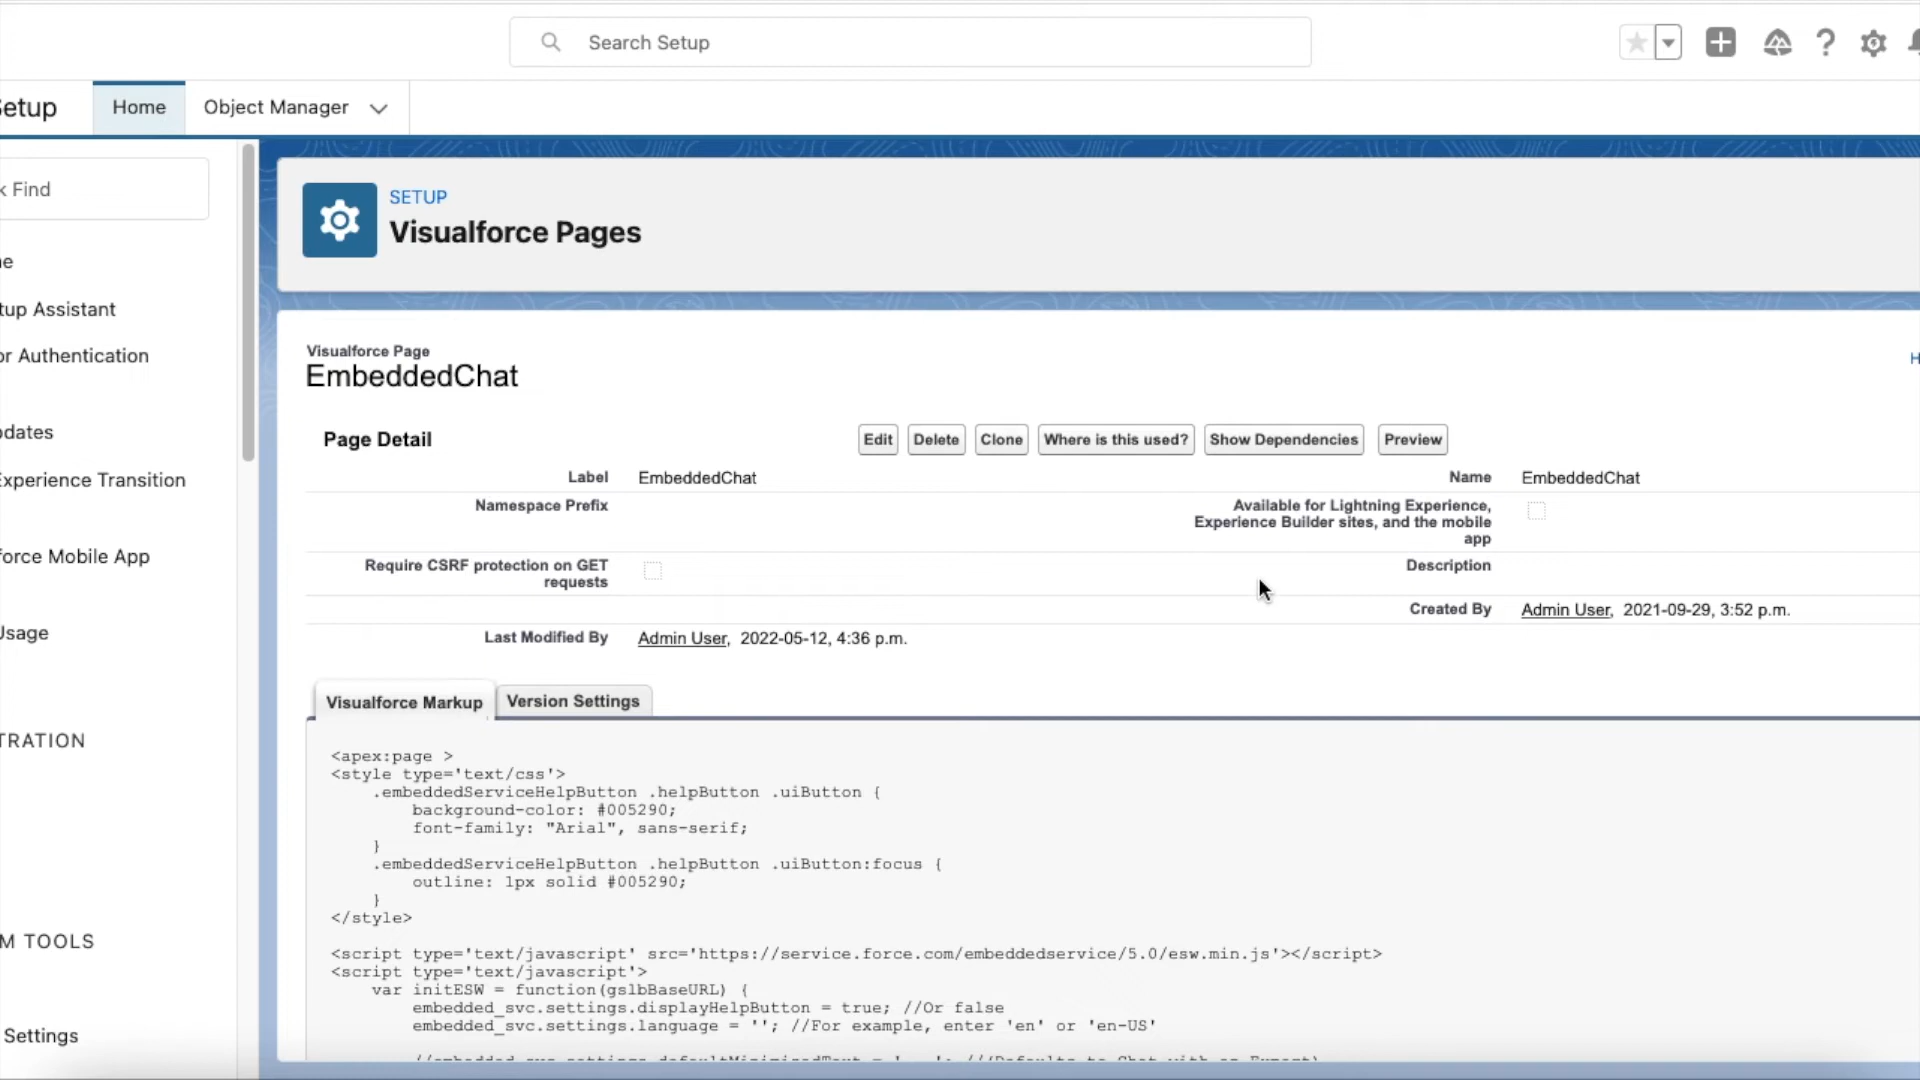 Search Setup
Setup
Home
Object Manager
k Find
SETUP
Visualforce Pages
tup Assistant
or Authentication
Visualforce Page
EmbeddedChat
Page Detail
Edit
Delete
Clone
Where is this used?
Show Dependencies
Preview
Label
EmbeddedChat
Name
EmbeddedChat
Namespace Prefix
Available for Lightning Experience,
Experience Builder sites, and the mobile
app
Experience Transition
force Mobile App
Require CSRF protection on GET
requests
Description
Created By
Admin User, 2021-09-29, 3:52 p.m.
Usage
Last Modified By
Admin User, 2022-05-12, 4:36 p.m.
Visualforce Markup
Version Settings
TRATION
M TOOLS
Settings
<apex:page >
<style type='text/css'>
.embeddedServiceHelpButton .helpButton .uiButton {
background-color: #005290;
font-family: "Arial", sans-serif;
}
.embeddedServiceHelpButton .helpButton .uiButton:focus {
outline: 1px solid #005290;
}
</style>
<script type='text/javascript' src='https://service.force.com/embeddedservice/5.0/esw.min.js'></script>
<script type='text/javascript'>
var initESW = function(gslbBaseURL) {
embedded_svc.settings.displayHelpButton = true; //Or false
embedded_svc.settings.language = ''; //For example, enter 'en' or 'en-US'